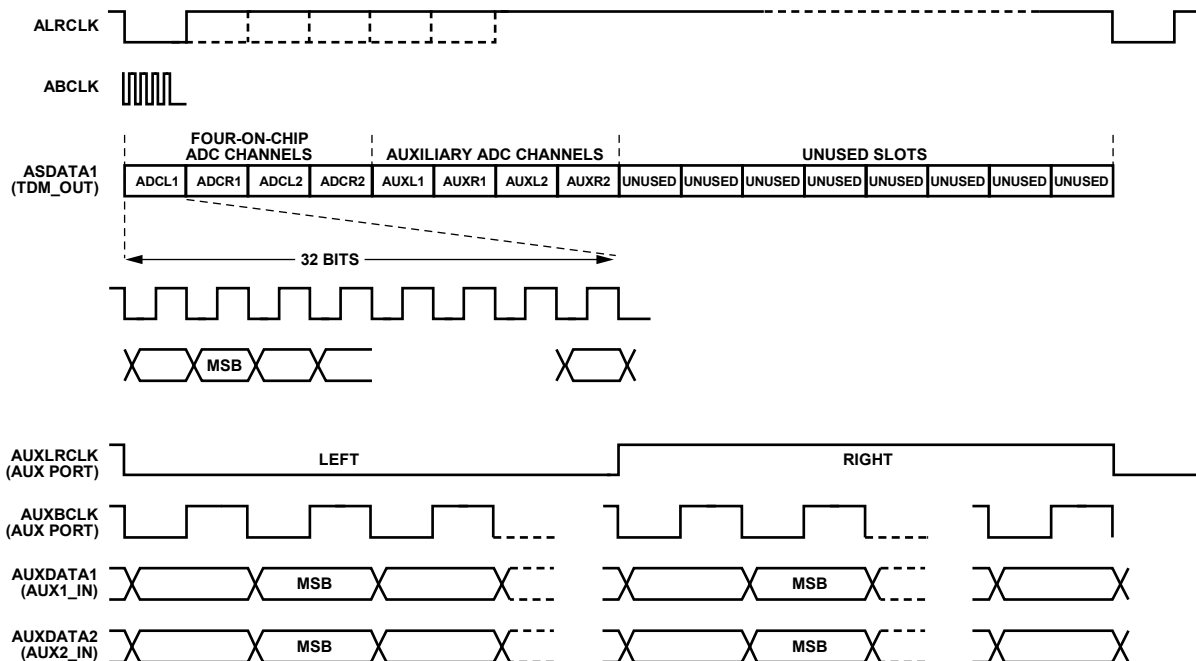 ALRCLK
ABCLK
FOUR-ON-CHIP
ADC CHANNELS
AUXILIARY ADC CHANNELS
UNUSED SLOTS
ASDATA1
(TDM_OUT)
ADCL1 ADCR1 ADCL2 ADCR2 AUXL1 AUXR1 AUXL2 AUXR2 UNUSED UNUSED UNUSED UNUSED UNUSED UNUSED UNUSED UNUSED
32 BITS
MSB
AUXLRCLK
(AUX PORT)
LEFT
RIGHT
AUXBCLK
(AUX PORT)
AUXDATA1
(AUX1_IN)
MSB
MSB
AUXDATA2
(AUX2_IN)
MSB
MSB